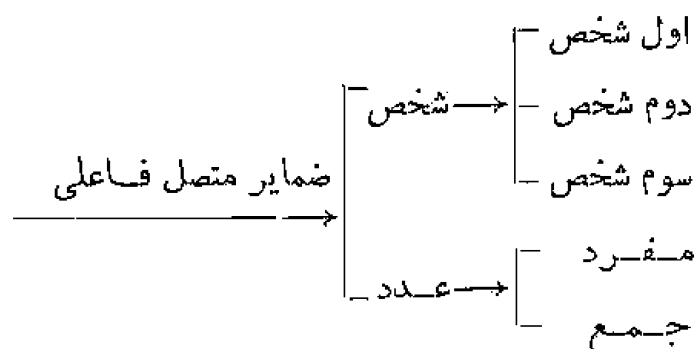 اول شخص
شخص
دوم شخص
ضمایر متصل فاعلی
سوم شخص
مفرد
عدد
جمع